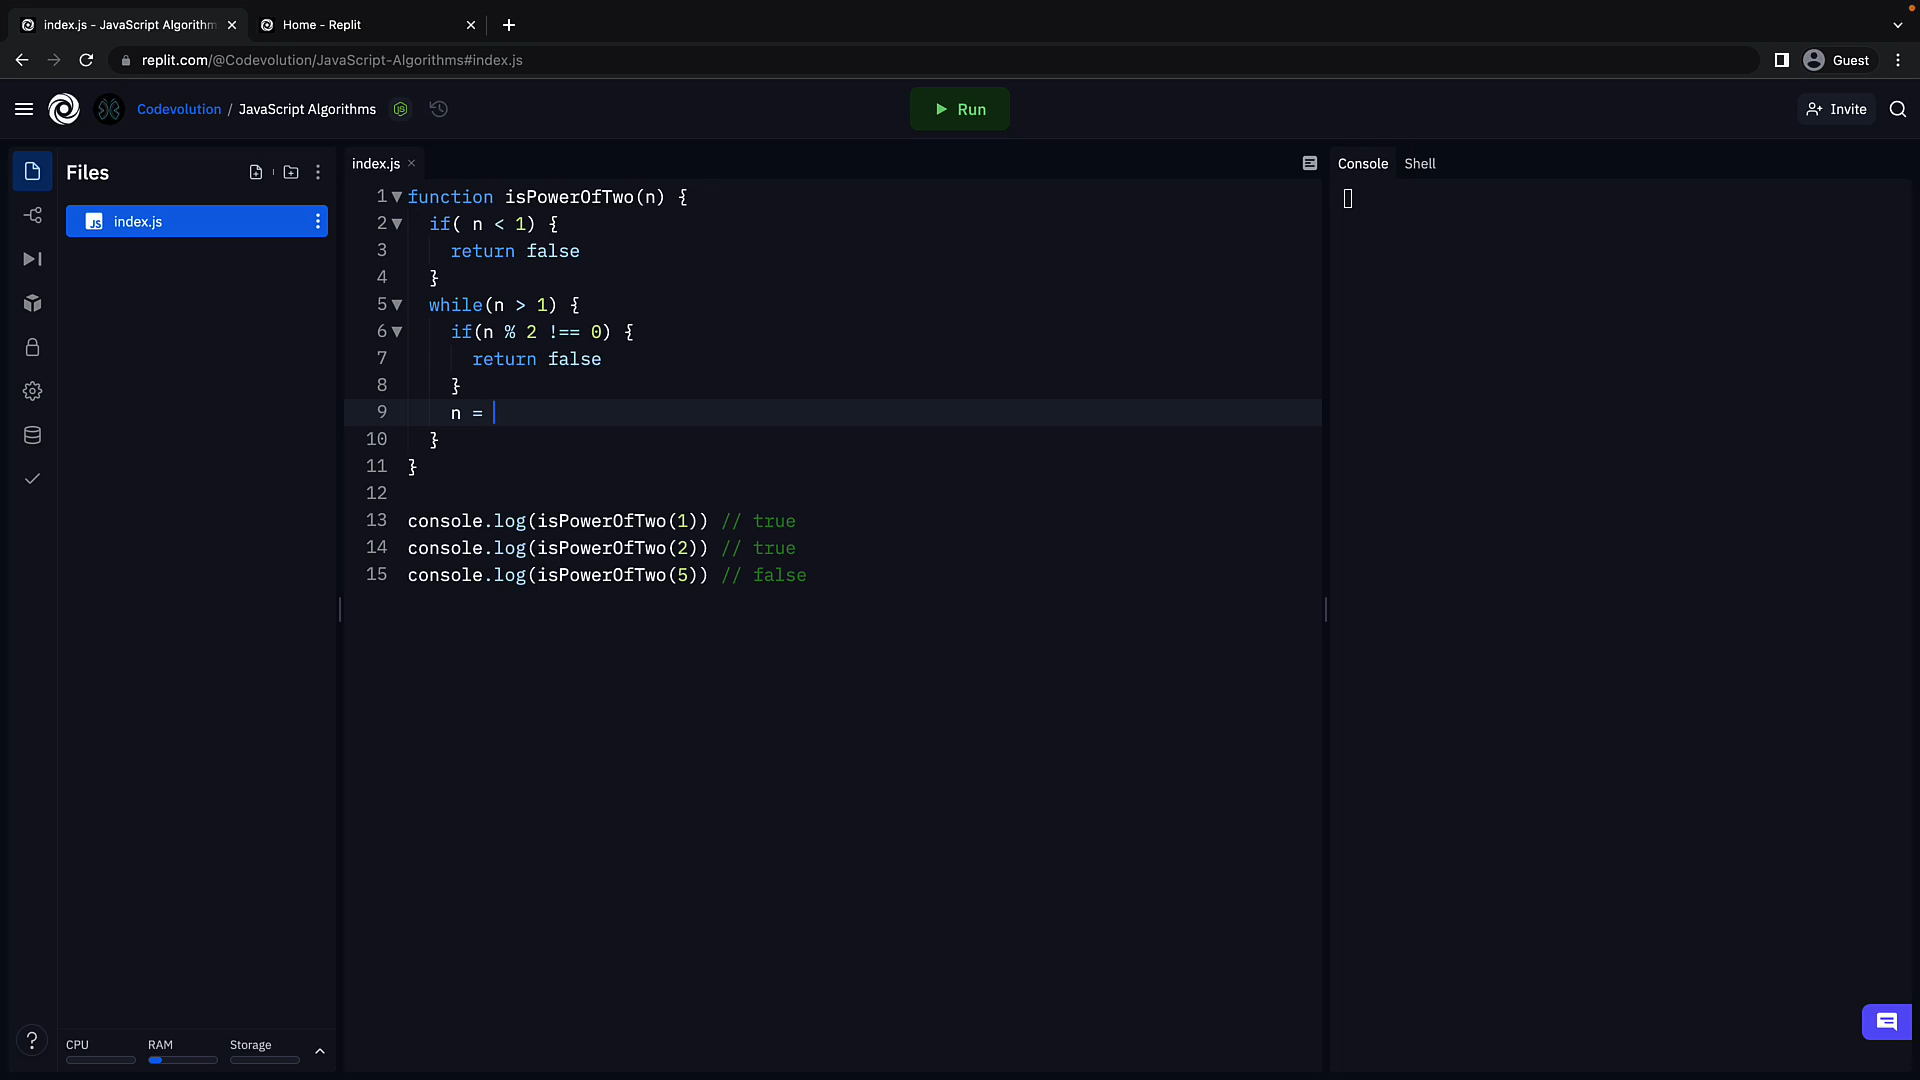 index.js - JavaScript Algorithm
Home - Replit
replit.com/@Codevolution/JavaScript-Algorithms#index.js
Guest
Codevolution / JavaScript Algorithms
Run
Invite
Files
JS index.js
index.js
Console
Shell
1 function isPowerOfTwo(n) {
2 if( n < 1) {
3 return false
4 }
5 while(n > 1) {
6 if(n % 2 !== 0) {
7 return false
8 }
9 n =
10 }
11 }
12
13 console.log(isPowerOfTwo(1)) // true
14 console.log(isPowerOfTwo(2)) // true
15 console.log(isPowerOfTwo(5)) // false
?
CPU
RAM
Storage